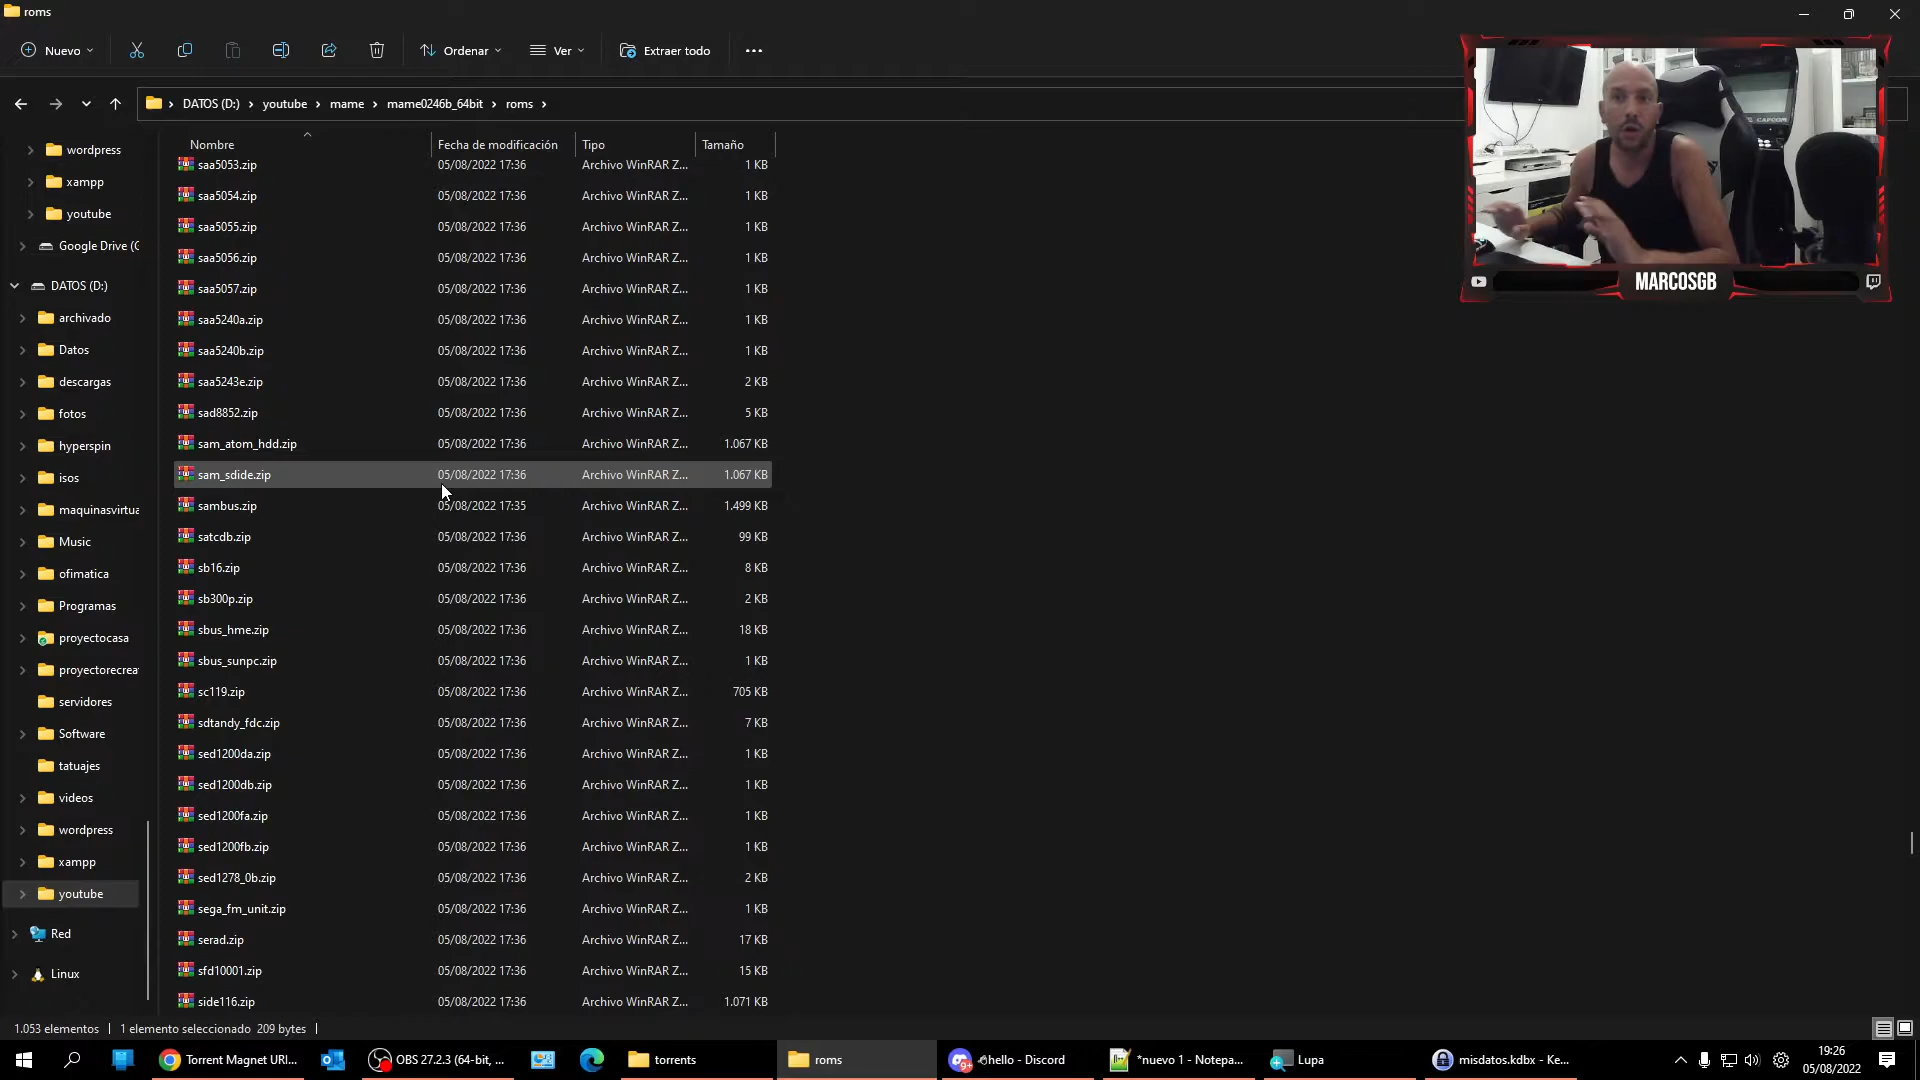 roms
Nuevo
Ordenar
Ver
Extraer todo
DATOS (D:) > youtube > mame > mame0246b_64bit > roms >
wordpress
xampp
youtube
Google Drive (G
DATOS (D:)
archivado
Datos
descargas
fotos
hyperspin
isos
maquinasvirtua
Music
ofimatica
Programas
proyectocasa
proyectorecrea
servidores
Software
tatuajes
videos
wordpress
xampp
youtube
Red
Linux
Nombre Fecha de modificación Tipo Tamaño
saa5053.zip 05/08/2022 17:36 Archivo WinRAR Z... 1 KB
saa5054.zip 05/08/2022 17:36 Archivo WinRAR Z... 1 KB
saa5055.zip 05/08/2022 17:36 Archivo WinRAR Z... 1 KB
saa5056.zip 05/08/2022 17:36 Archivo WinRAR Z... 1 KB
saa5057.zip 05/08/2022 17:36 Archivo WinRAR Z... 1 KB
saa5240a.zip 05/08/2022 17:36 Archivo WinRAR Z... 1 KB
saa5240b.zip 05/08/2022 17:36 Archivo WinRAR Z... 1 KB
saa5243e.zip 05/08/2022 17:36 Archivo WinRAR Z... 2 KB
sad8852.zip 05/08/2022 17:36 Archivo WinRAR Z... 5 KB
sam_atom_hdd.zip 05/08/2022 17:36 Archivo WinRAR Z... 1.067 KB
sam_sdide.zip 05/08/2022 17:36 Archivo WinRAR Z... 1.067 KB
sambus.zip 05/08/2022 17:35 Archivo WinRAR Z... 1.499 KB
satcdb.zip 05/08/2022 17:36 Archivo WinRAR Z... 99 KB
sb16.zip 05/08/2022 17:36 Archivo WinRAR Z... 8 KB
sb300p.zip 05/08/2022 17:36 Archivo WinRAR Z... 2 KB
sbus_hme.zip 05/08/2022 17:36 Archivo WinRAR Z... 18 KB
sbus_sunpc.zip 05/08/2022 17:36 Archivo WinRAR Z... 1 KB
sc119.zip 05/08/2022 17:36 Archivo WinRAR Z... 705 KB
sdtandy_fdc.zip 05/08/2022 17:36 Archivo WinRAR Z... 7 KB
sed1200da.zip 05/08/2022 17:36 Archivo WinRAR Z... 1 KB
sed1200db.zip 05/08/2022 17:36 Archivo WinRAR Z... 1 KB
sed1200fa.zip 05/08/2022 17:36 Archivo WinRAR Z... 1 KB
sed1200fb.zip 05/08/2022 17:36 Archivo WinRAR Z... 1 KB
sed1278_0b.zip 05/08/2022 17:36 Archivo WinRAR Z... 2 KB
sega_fm_unit.zip 05/08/2022 17:36 Archivo WinRAR Z... 1 KB
serad.zip 05/08/2022 17:36 Archivo WinRAR Z... 17 KB
sfd10001.zip 05/08/2022 17:36 Archivo WinRAR Z... 15 KB
side116.zip 05/08/2022 17:36 Archivo WinRAR Z... 1.071 KB
MARCOSGB
1.053 elementos 1 elemento seleccionado 209 bytes
Torrent Magnet URI...
OBS 27.2.3 (64-bit, ...
torrents
roms
hello - Discord
*nuevo 1 - Notepa...
Lupa
misdatos.kdbx - Ke...
19:26
05/08/2022